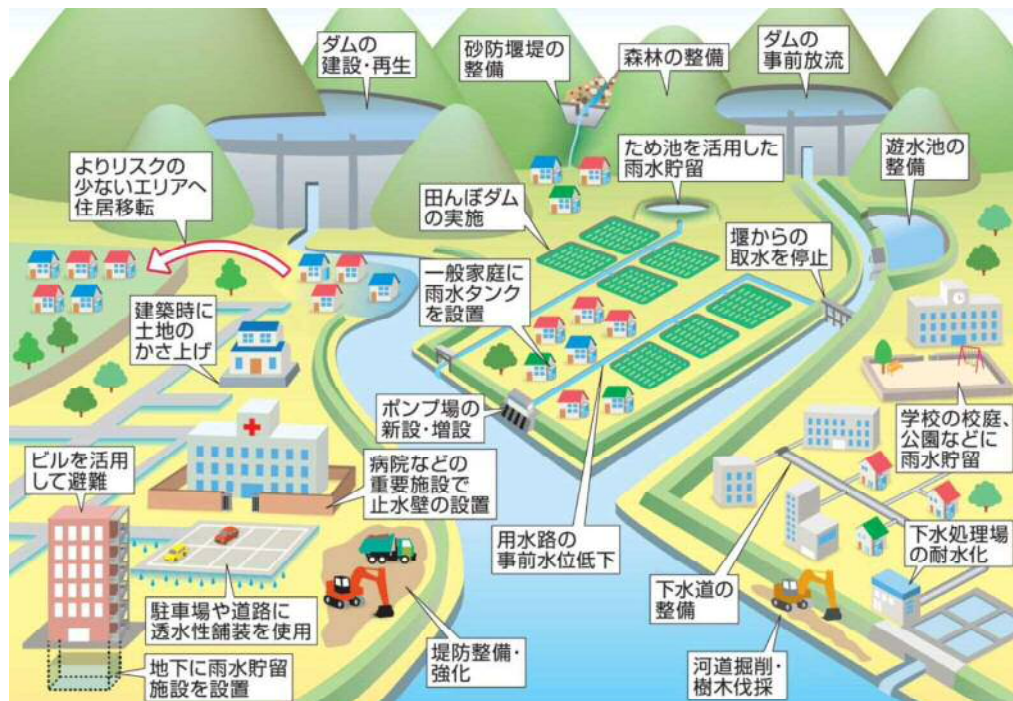 ダムの
建設・再生
砂防堰堤の
整備
森林の整備
ダムの
事前放流
よりリスクの
少ないエリアへ
住居移転
ため池を活用した
雨水貯留
遊水池の
整備
田んぼダム
の実施
堰からの
取水を停止
一般家庭に
雨水タンク
を設置
建築時に
土地の
かさ上げ
ポンプ場の
新設・増設
学校の校庭、
公園などに
雨水貯留
ビルを活用
して避難
病院などの
重要施設で
止水壁の設置
用水路の
事前水位低下
下水処理場
の耐水化
下水道の
整備
駐車場や道路に
透水性舗装を使用
堤防整備・
強化
河道掘削・
樹木伐採
地下に雨水貯留
施設を設置